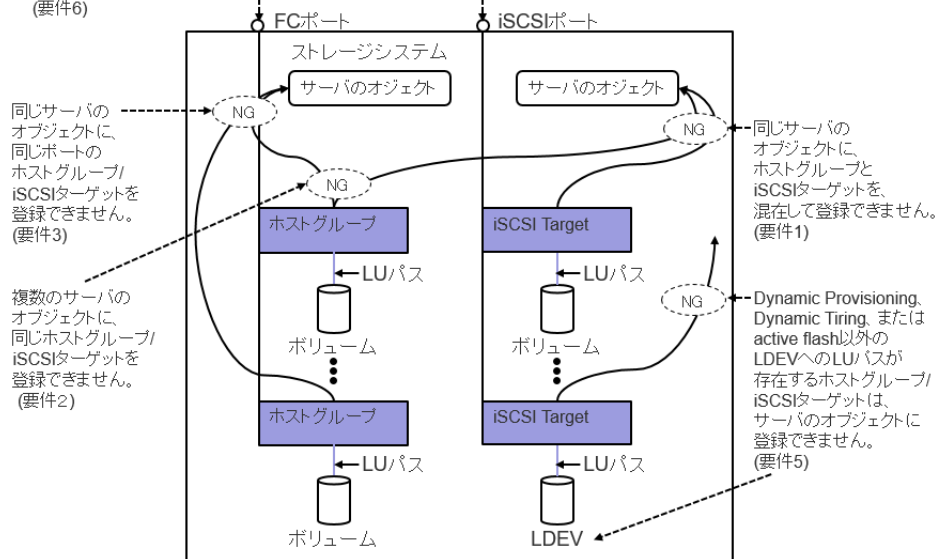 (要件6)
FCポート
iSCSIポート
ストレージシステム
サーバのオジェクト
サーバのオブジェクト
NG
同じサーバの
オブジェクトに、
同じポートの
ホストグループ/
iSCSIターゲットを
登録できません。
(要件3)
NG
同じサーバの
オブジェクトに、
ホストグループと
iSCSIターゲットを、
混在して登録できません。
(要件1)
NG
ホストグループ
iSCSI Target
LUパス
LUパス
ボリューム
ボリューム
複数のサーバの
オブジェクトに、
同じホストグループ/
iSCSIターゲットを
登録できません。
(要件2)
NG
Dynamic Provisioning、
Dynamic Tiring、または
active flash以外の
LDEVへのLUパスが
存在するホストグループ/
iSCSIターゲットは、
サーバのオブジェクトに
登録できません。
(要件5)
ホストグループ
iSCSI Target
LUパス
LUパス
ボリューム
LDEV